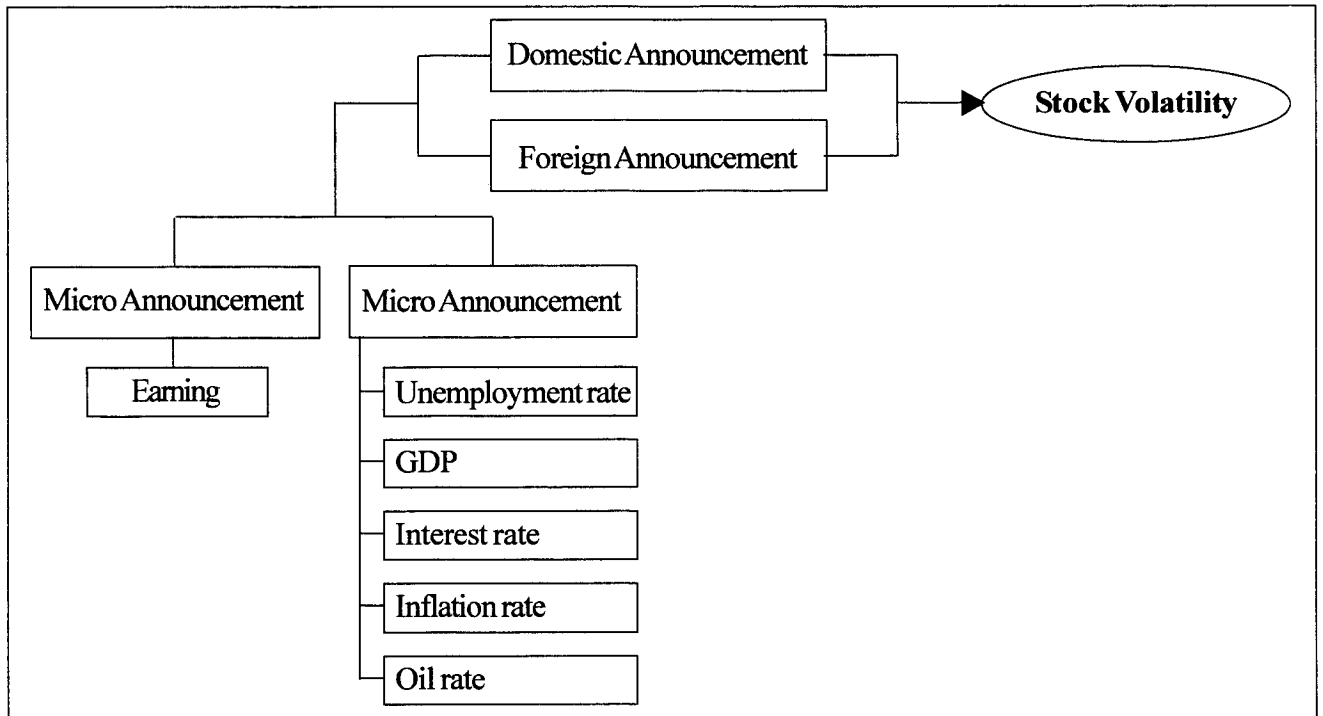 Domestic Announcement
Stock Volatility
Foreign Announcement
Micro Announcement
Micro Announcement
Earning
Unemployment rate
GDP
Interest rate
Inflation rate
Oil rate